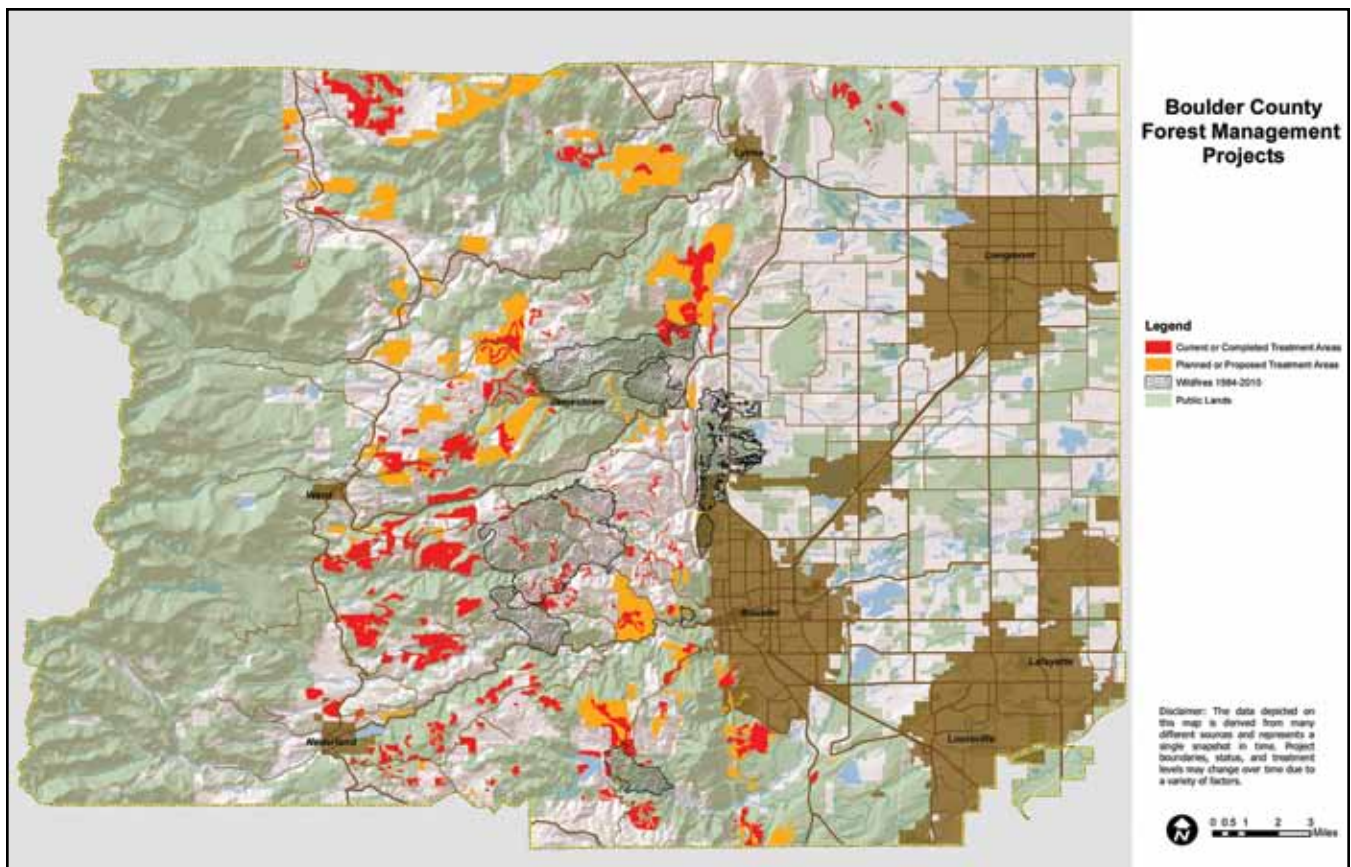 Boulder County
Forest Management
Projects
Legend
Current or Completed Treatment Areas
Planned or Proposed Treatment Areas
Wildfires 1984-2010
Public Lands
Lyons
Longmont
Jamestown
Ward
Boulder
Lafayette
Louisville
Nederland
Disclaimer: The data depicted on
this map is derived from many
different sources and represents a
single snapshot in time. Project
boundaries, status, and treatment
levels may change over time due to
a variety of factors.
N
0 0.5 1 2 3
Miles